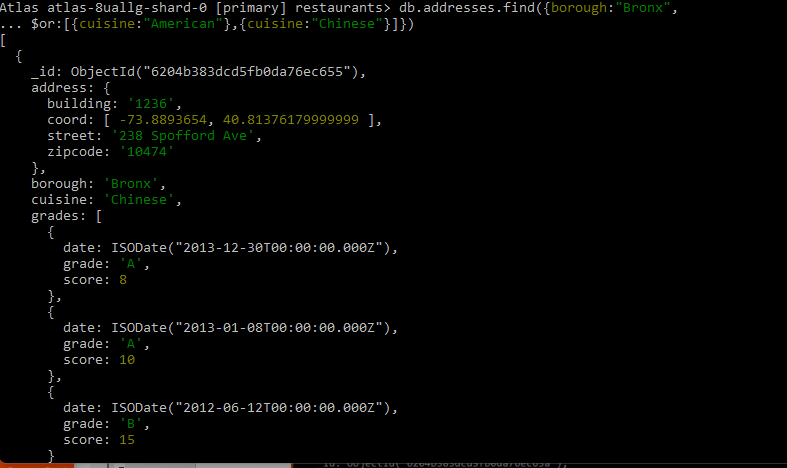 Atlas atlas-8uallg-shard-0 [primary] restaurants> db.addresses.find({borough:"Bronx",
... $or:[{cuisine:"American"},{cuisine:"Chinese"}]})
[
  {
    _id: ObjectId("6204b383dcd5fb0da76ec655"),
    address: {
      building: '1236',
      coord: [ -73.8893654, 40.81376179999999 ],
      street: '238 Spofford Ave',
      zipcode: '10474'
    },
    borough: 'Bronx',
    cuisine: 'Chinese',
    grades: [
      {
        date: ISODate("2013-12-30T00:00:00.000Z"),
        grade: 'A',
        score: 8
      },
      {
        date: ISODate("2013-01-08T00:00:00.000Z"),
        grade: 'A',
        score: 10
      },
      {
        date: ISODate("2012-06-12T00:00:00.000Z"),
        grade: 'B',
        score: 15
      }